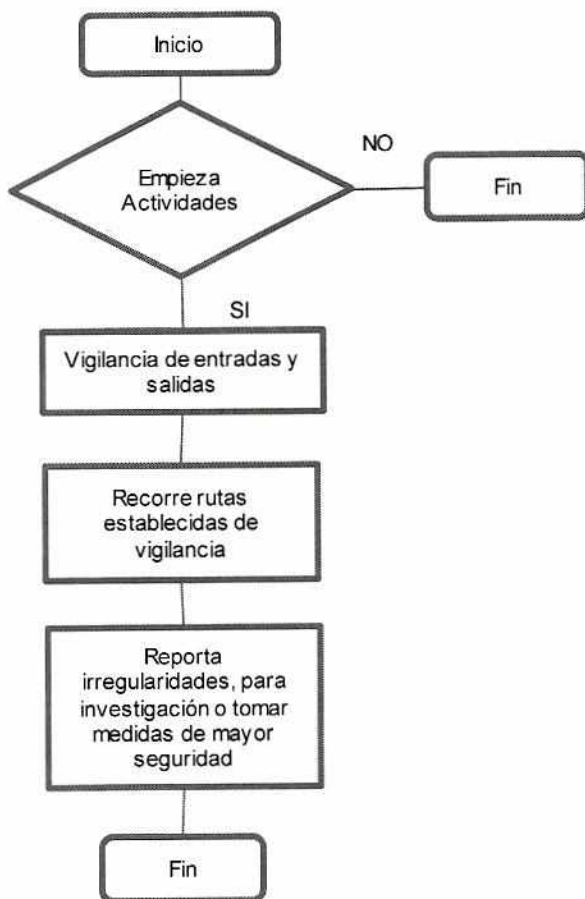 Inicio
Empieza
Actividades
NO
Fin
SI
Vigilancia de entradas y
salidas
Recorre rutas
establecidas de
vigilancia
Reporta
irregularidades, para
investigación o tomar
medidas de mayor
seguridad
Fin